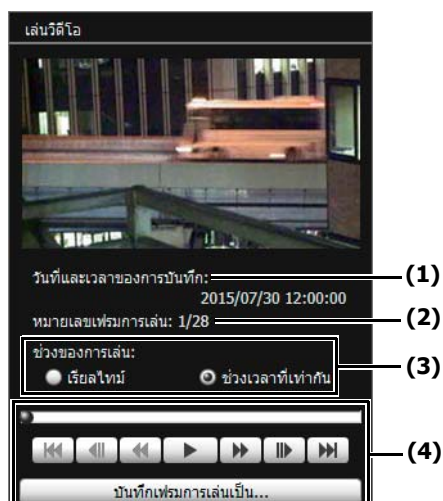 เล่นวิดีโอ
วันที่และเวลาของการบันทึก:
(1)
2015/07/30 12:00:00
หมายเลขเฟรมการเล่น: 1/28
(2)
ช่วงของการเล่น:
(3)
เรียลไทม์ ช่วงเวลาที่เท่ากัน
(4)
บันทึกเฟรมการเล่นเป็น...